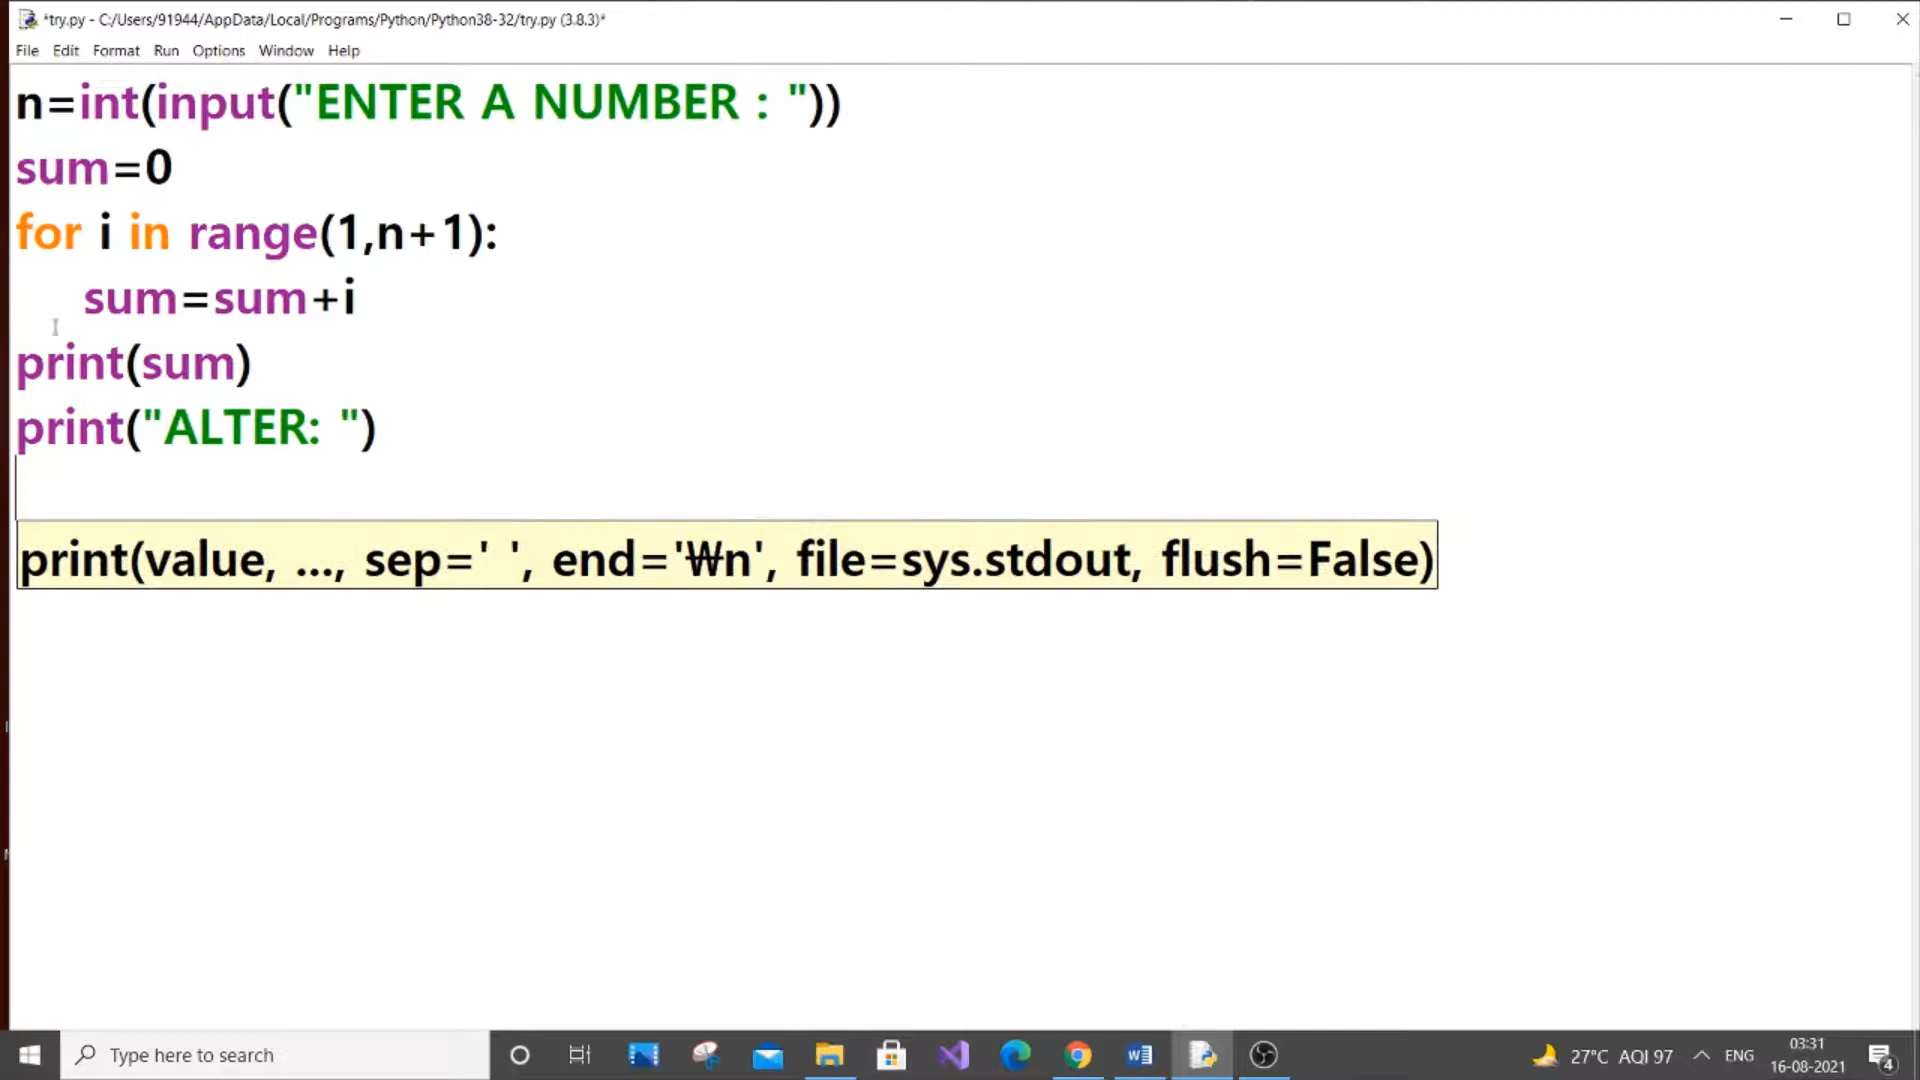 *try.py - C:/Users/91944/AppData/Local/Programs/Python/Python38-32/try.py (3.8.3)*
File Edit Format Run Options Window Help
n=int(input("ENTER A NUMBER : "))
sum=0
for i in range(1,n+1):
    sum=sum+i
print(sum)
print("ALTER: ")
print(value, ..., sep=' ', end='₩n', file=sys.stdout, flush=False)
Type here to search
27°C AQI 97
ENG
03:31
16-08-2021
4